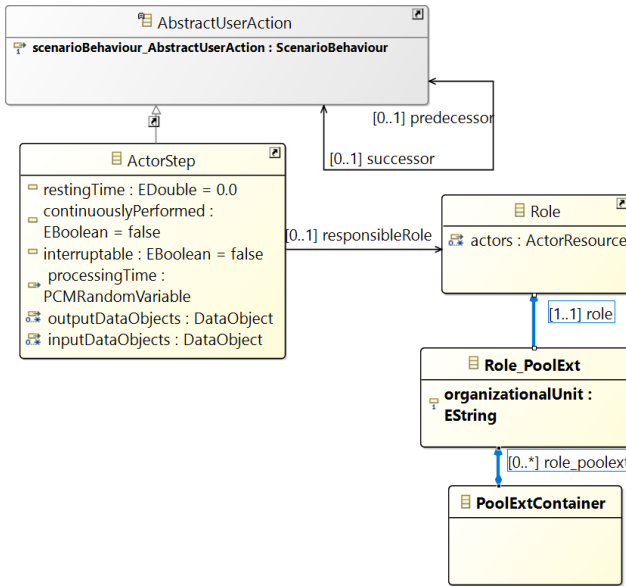 AbstractUserAction
scenarioBehaviour_AbstractUserAction : ScenarioBehaviour
[0..1] predecessor
[0..1] successor
ActorStep
restingTime : EDouble = 0.0
continuouslyPerformed :
EBoolean = false
interruptable : EBoolean = false
processingTime :
PCMRandomVariable
outputDataObjects : DataObject
inputDataObjects : DataObject
[0..1] responsibleRole
Role
actors : ActorResource
[1..1] role
Role_PoolExt
organizationalUnit :
EString
[0..*] role_poolext
PoolExtContainer